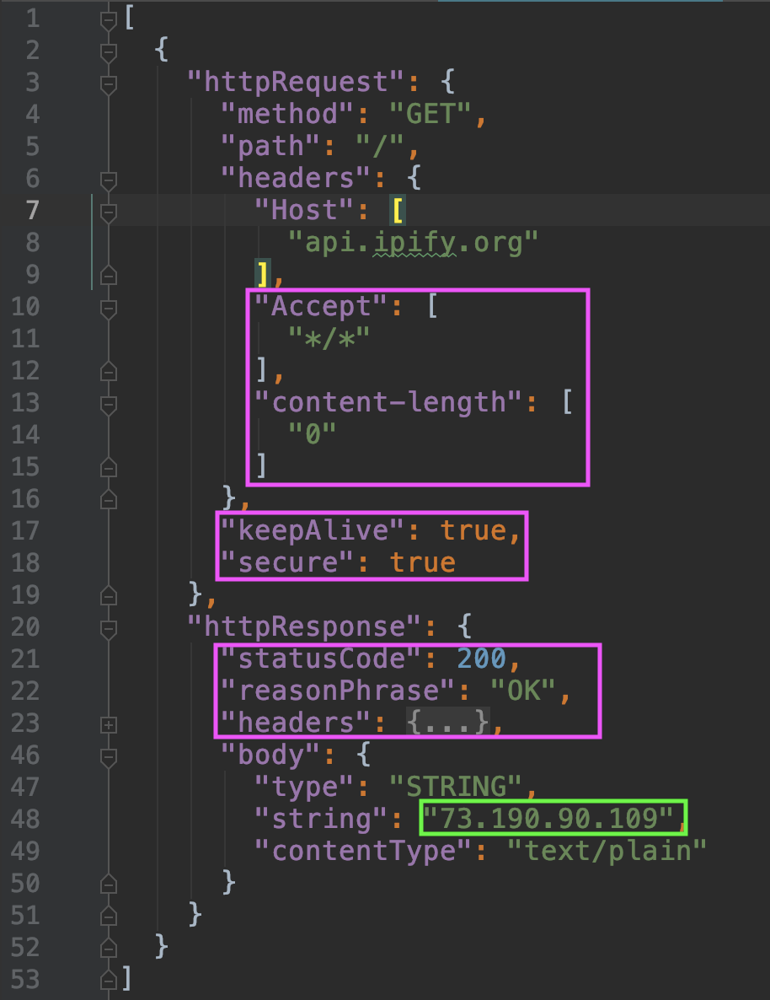 1 [
2 {
3 "httpRequest": {
4 "method": "GET",
5 "path": "/",
6 "headers": {
7 "Host": [
8 "api.ipify.org"
9 ],
10 "Accept": [
11 "*/*"
12 ],
13 "content-length": [
14 "0"
15 ]
16 },
17 "keepAlive": true,
18 "secure": true
19 },
20 "httpResponse": {
21 "statusCode": 200,
22 "reasonPhrase": "OK",
23 "headers": {...},
46 "body": {
47 "type": "STRING",
48 "string": "73.190.90.109",
49 "contentType": "text/plain"
50 }
51 }
52 }
53 ]